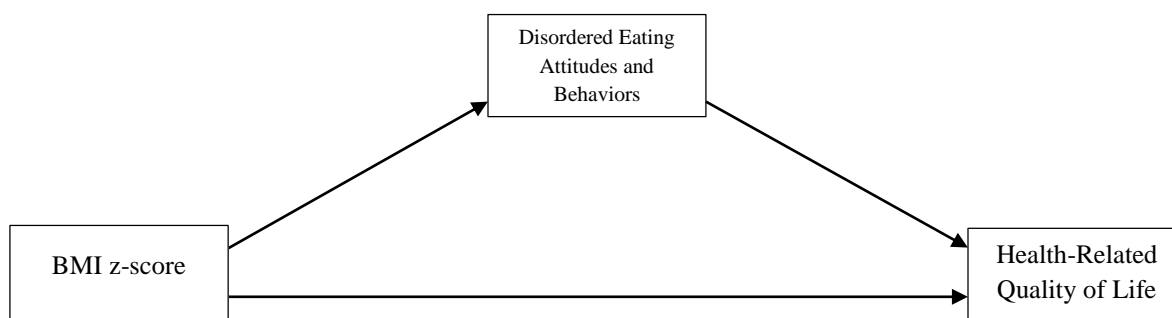 Disordered Eating
Attitudes and
Behaviors
BMI z-score
Health-Related
Quality of Life